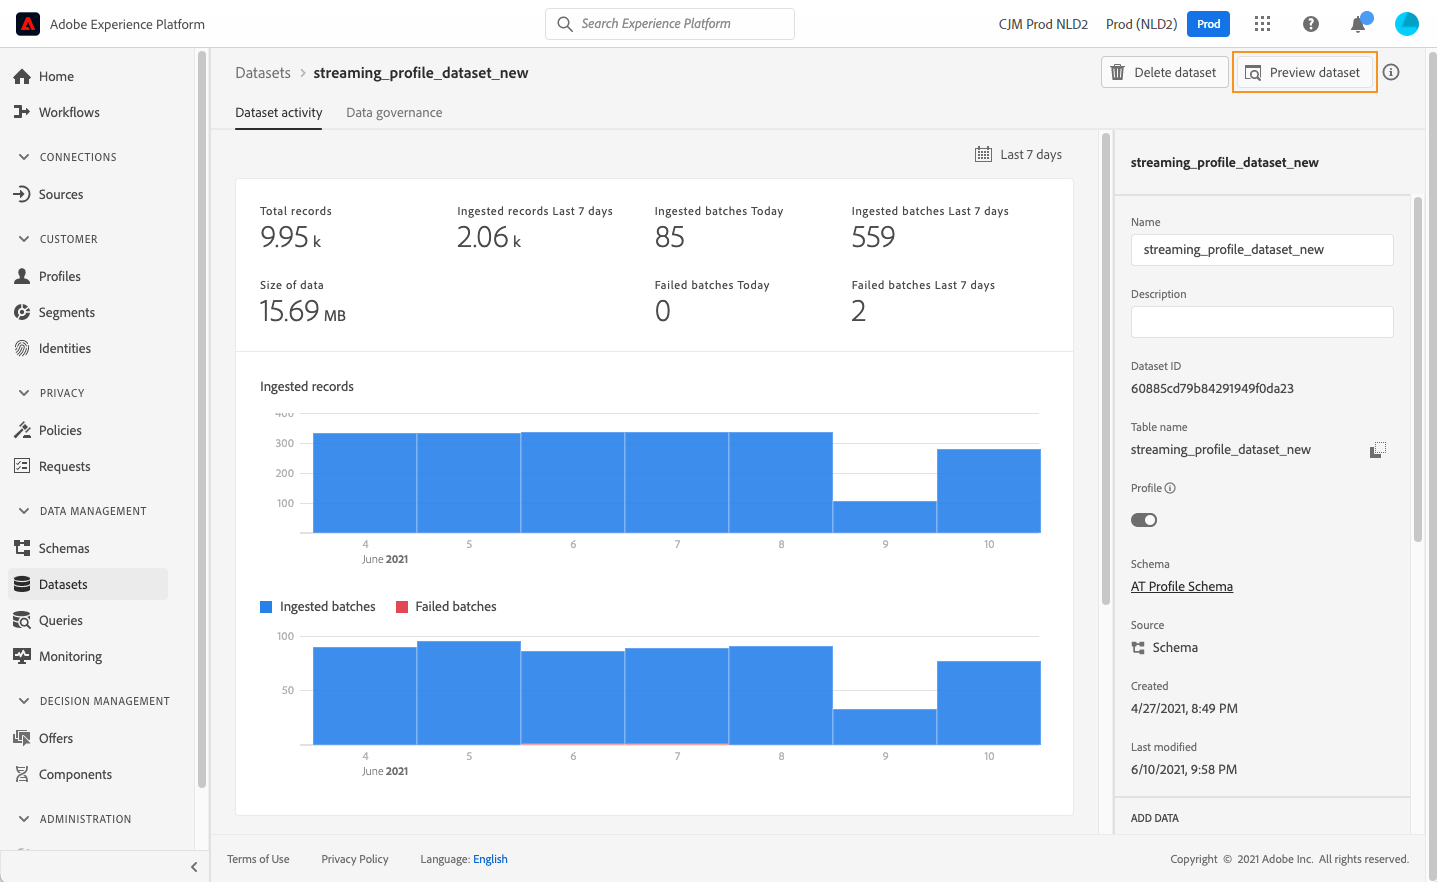 Adobe Experience Platform
Search Experience Platform
CJM Prod NLD2
Prod (NLD2)
Prod
Home
Workflows
CONNECTIONS
Sources
CUSTOMER
Profiles
Segments
Identities
PRIVACY
Policies
Requests
DATA MANAGEMENT
Schemas
Datasets
Queries
Monitoring
DECISION MANAGEMENT
Offers
Components
ADMINISTRATION
Datasets > streaming_profile_dataset_new
Delete dataset
Preview dataset
Dataset activity
Data governance
Last 7 days
Total records
9.95 k
Ingested records Last 7 days
2.06 k
Ingested batches Today
85
Ingested batches Last 7 days
559
Size of data
15.69 MB
Failed batches Today
0
Failed batches Last 7 days
2
Ingested records
400
300
200
100
4 5 6 7 8 9 10
June 2021
Ingested batches
Failed batches
100
50
4 5 6 7 8 9 10
June 2021
streaming_profile_dataset_new
Name
streaming_profile_dataset_new
Description
Dataset ID
60885cd79b84291949f0da23
Table name
streaming_profile_dataset_new
Profile
Schema
AT Profile Schema
Source
Schema
Created
4/27/2021, 8:49 PM
Last modified
6/10/2021, 9:58 PM
ADD DATA
Terms of Use
Privacy Policy
Language: English
Copyright © 2021 Adobe Inc. All rights reserved.